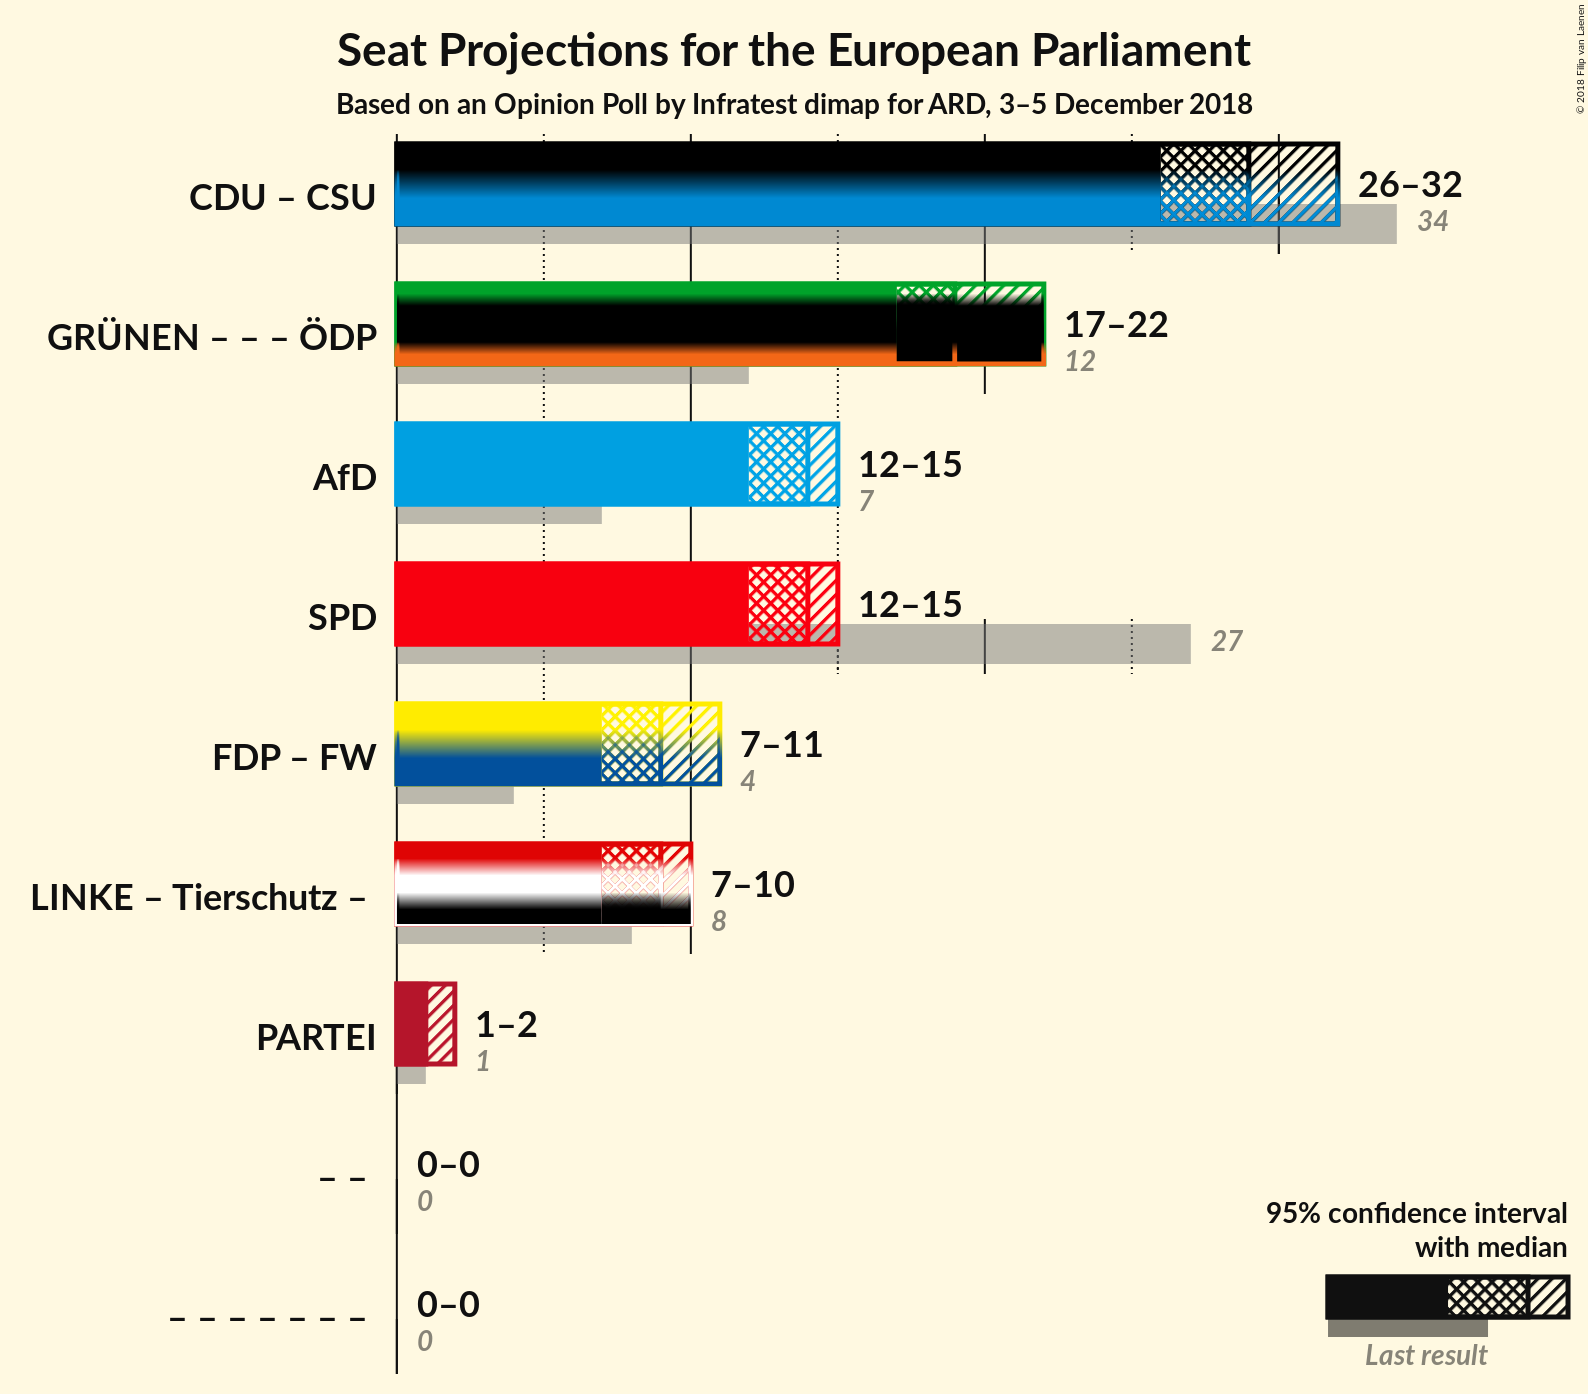 Seat Projections for the European Parliament
Based on an Opinion Poll by Infratest dimap for ARD, 3–5 December 2018
© 2018 Filip van Laenen
CDU – CSU
26–32
34
GRÜNEN – – – ÖDP
17–22
12
AfD
12–15
7
SPD
12–15
27
FDP – FW
7–11
4
LINKE – Tierschutz –
7–10
8
PARTEI
1–2
1
– –
0–0
0
– – – – – – –
0–0
0
95% confidence interval
with median
Last result